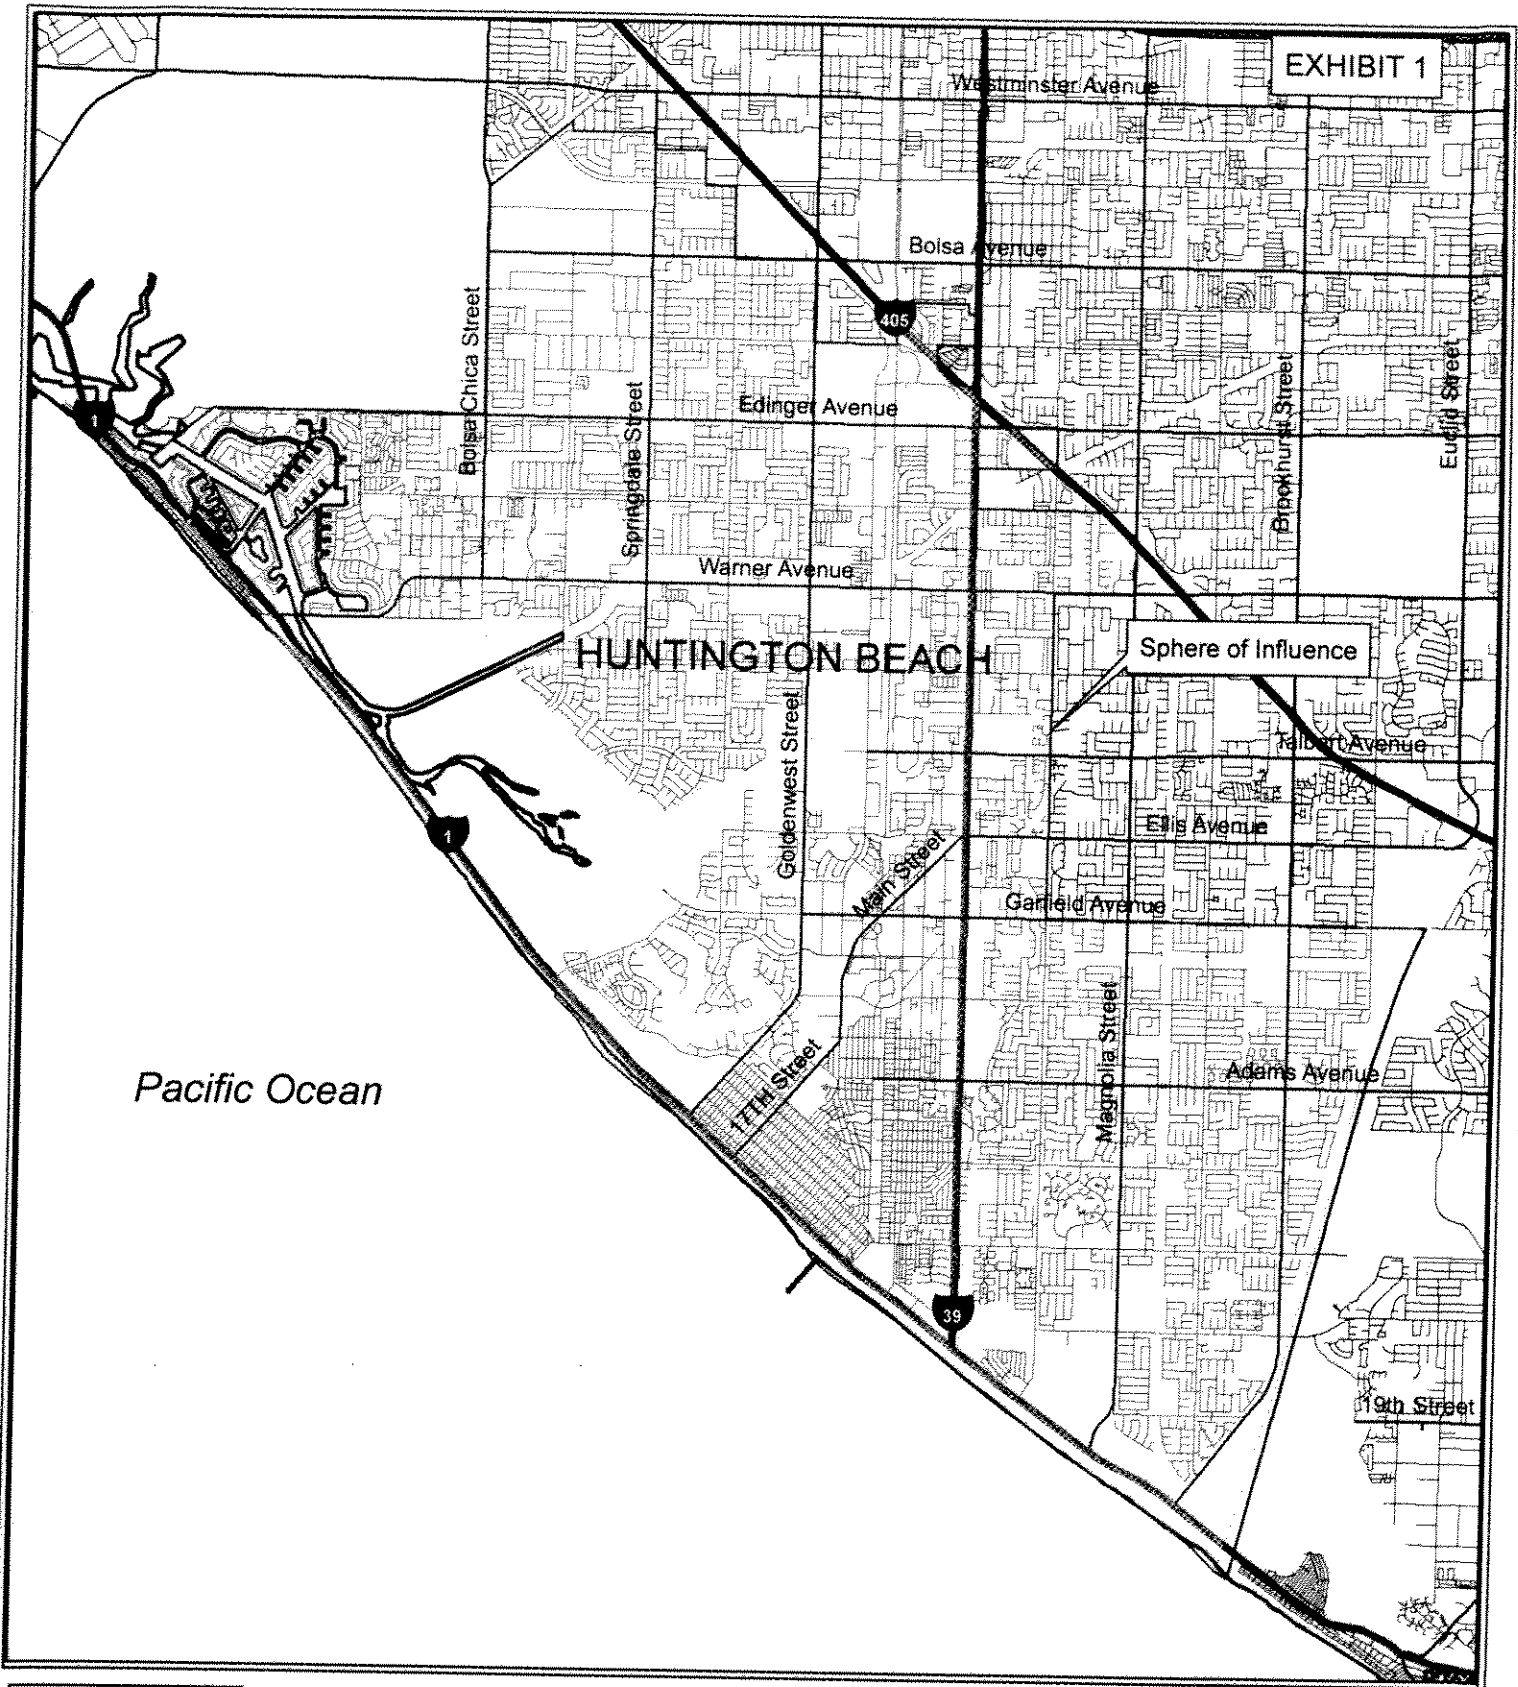 EXHIBIT 1
Westminster Avenue
Bolsa Avenue
405
Bolsa Chica Street
Springdale Street
Edinger Avenue
Brookhurst Street
Euclid Street
1
Warner Avenue
HUNTINGTON BEACH
Sphere of Influence
Goldenwest Street
Talbert Avenue
1
Ellis Avenue
Main Street
Garfield Avenue
Magnolia Street
17TH Street
Adams Avenue
Pacific Ocean
39
19th Street